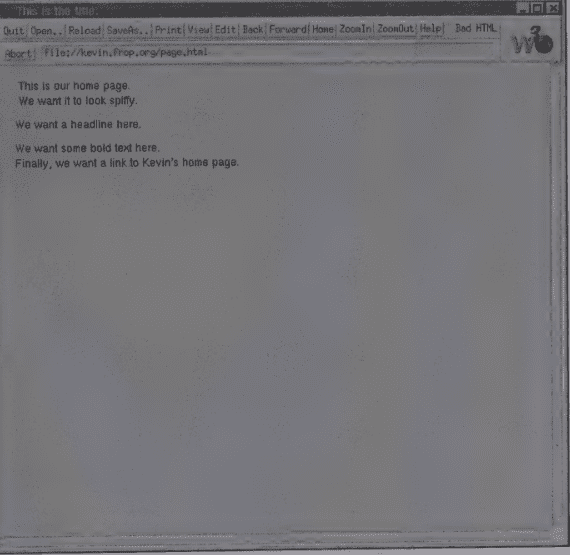 This is the title.
Quit Open.. Reload SaveAs.. Print View Edit Back Forward Home ZoomIn ZoomOut Help Bad HTML
Abort file://kevin.frop.org/page.html
This is our home page.
We want it to look spiffy.
We want a headline here.
We want some bold text here.
Finally, we want a link to Kevin's home page.